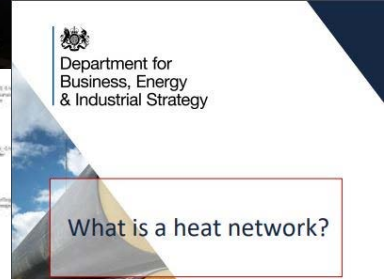 Department for
Business, Energy
& Industrial Strategy
What is a heat network?